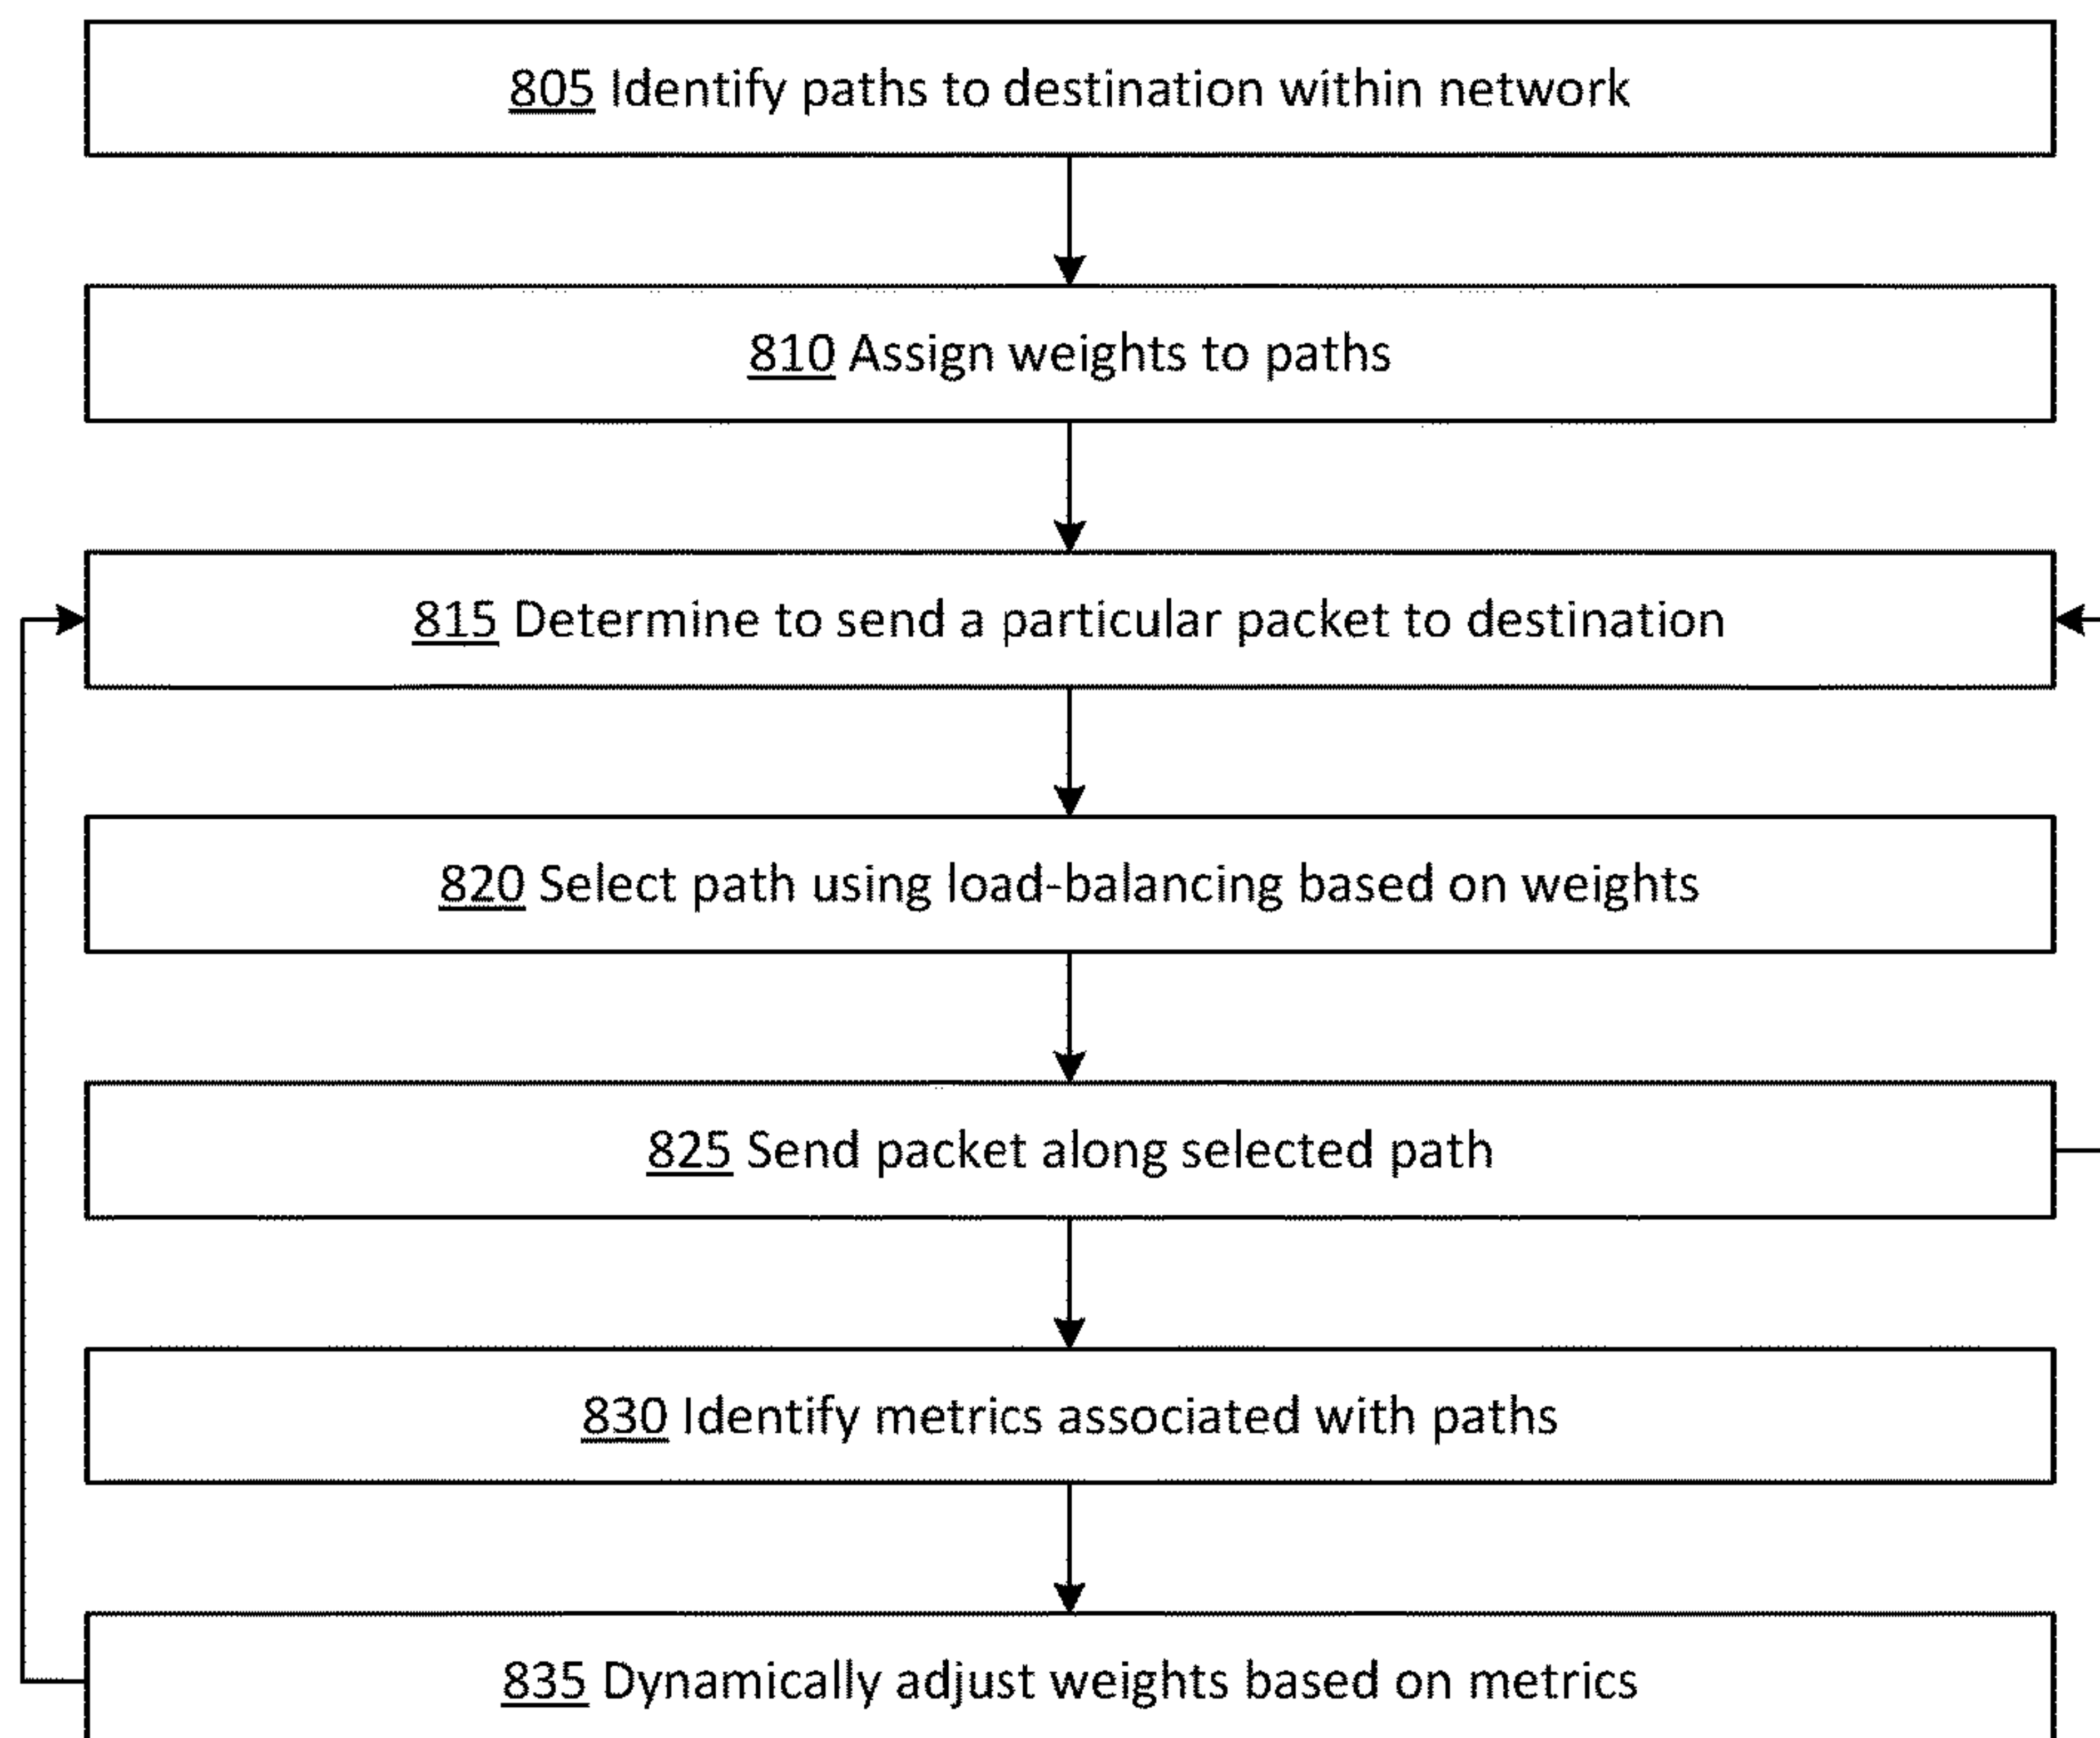 805 Identify paths to destination within network
810 Assign weights to paths
815 Determine to send a particular packet to destination
820 Select path using load-balancing based on weights
825 Send packet along selected path
830 Identify metrics associated with paths
835 Dynamically adjust weights based on metrics